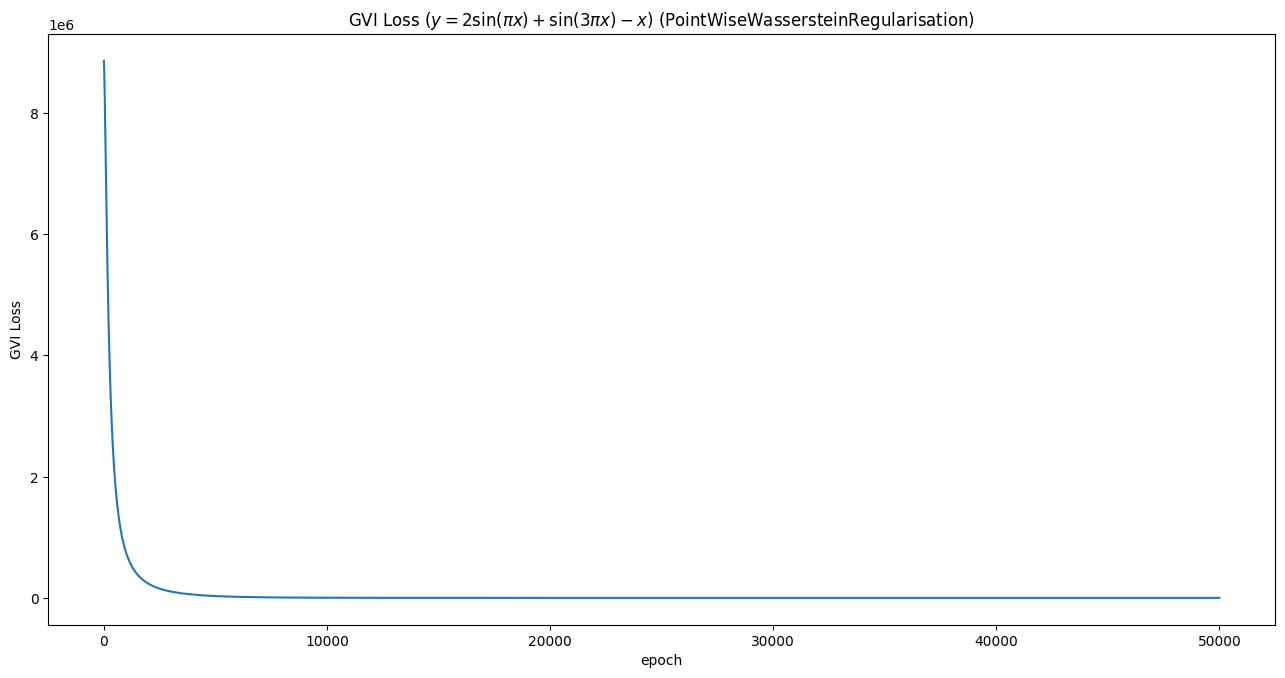 GVI Loss (y = 2sin(πx) + sin(3πx) − x) (PointWiseWassersteinRegularisation)
1e6
8
6
4
2
0
GVI Loss
0 10000 20000 30000 40000 50000
epoch